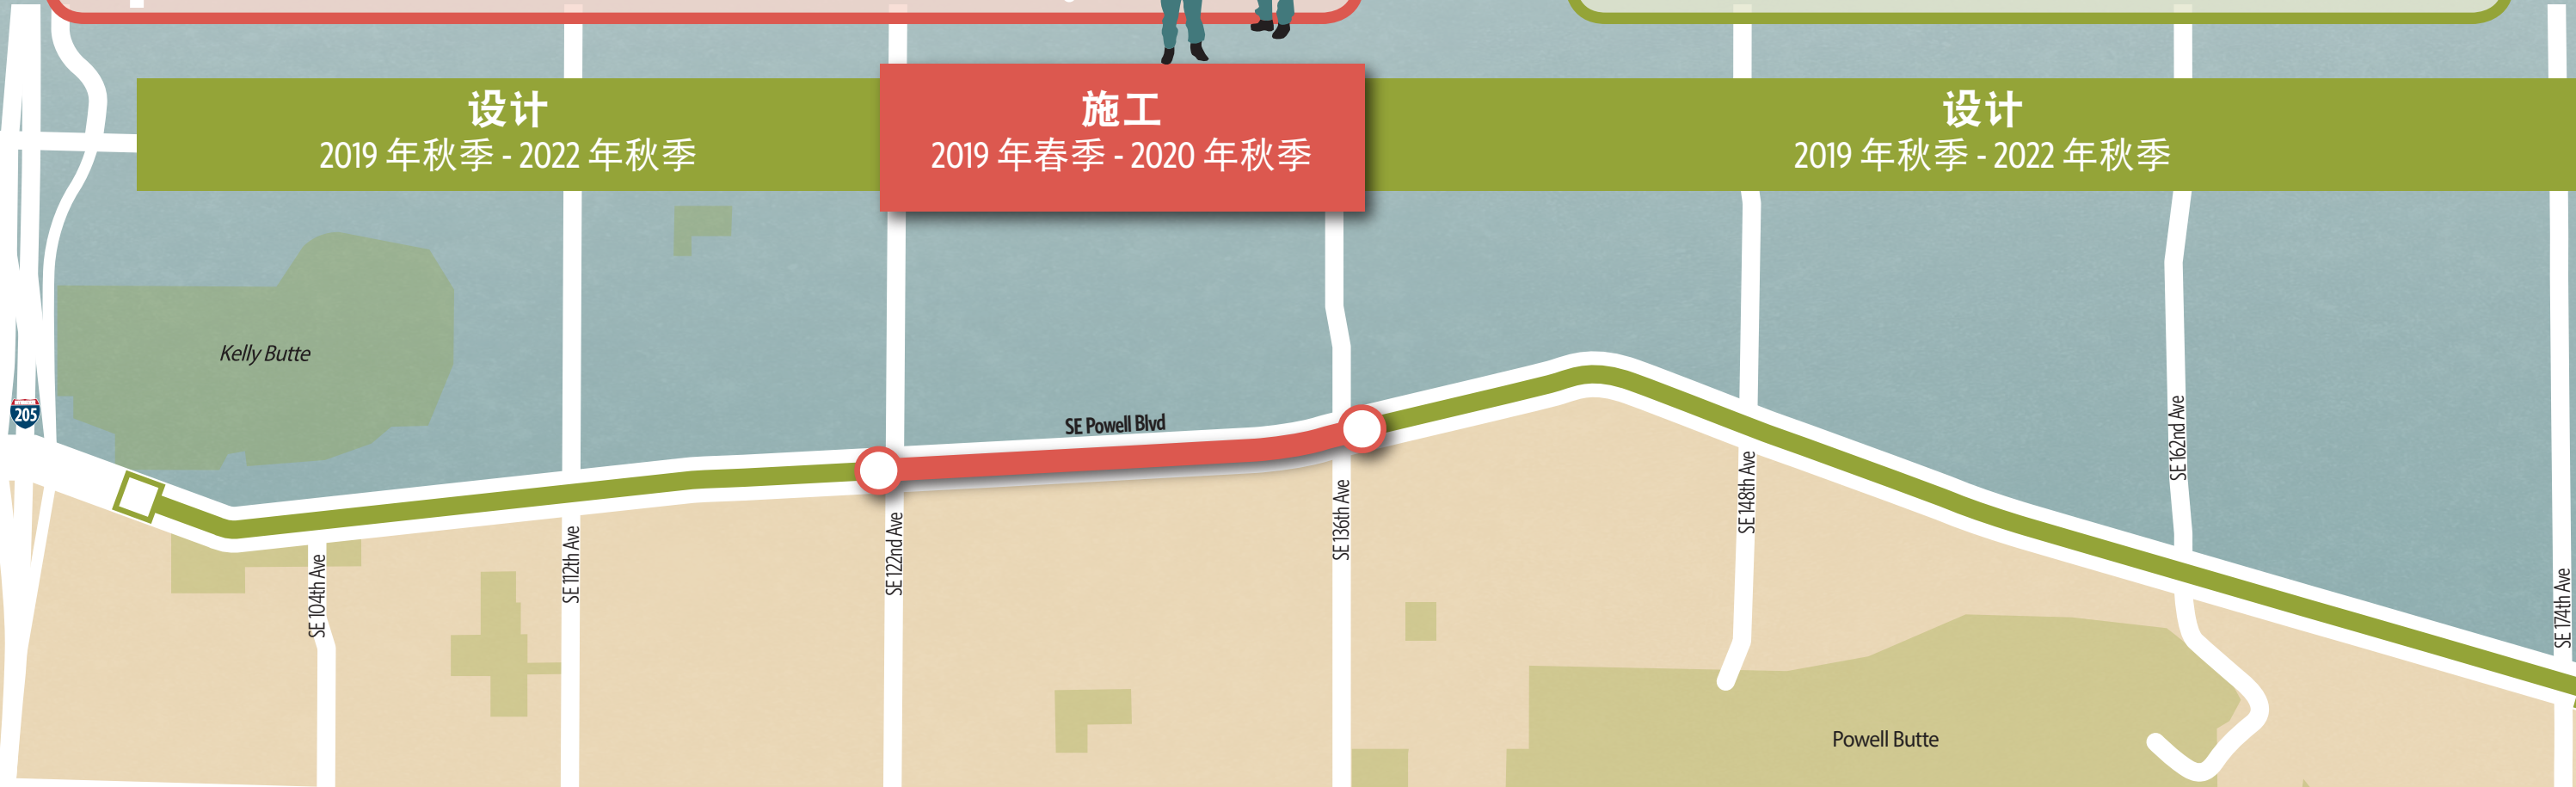 设计
2019 年秋季 - 2022 年秋季
施工
2019 年春季 - 2020 年秋季
设计
2019 年秋季 - 2022 年秋季
Kelly Butte
205
SE Powell Blvd
SE 104th Ave
SE 112th Ave
SE 122nd Ave
SE 136th Ave
SE 148th Ave
SE 162nd Ave
SE 174th Ave
Powell Butte